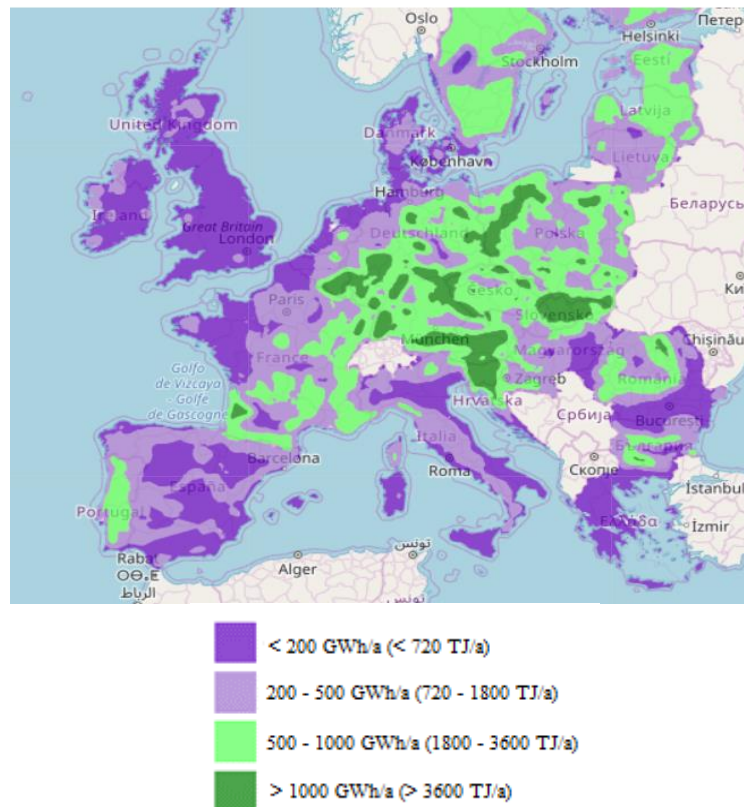 Oslo
Helsinki
Петер
Stockholm
Eesti
United Kingdom
Latvija
Danmark
København
Lietuva
Ireland
Hamburg
Беларусь
Great Britain
London
Deutschland
Polska
Ки
Paris
Česko
Slovensko
München
Magyarország
Chișinău
Golfo
de Vizcaya
- Golfe
de Gascogne
France
Zagreb
România
Hrvatska
Србија
București
Italia
България
Barcelona
Roma
Скопје
İstanbul
España
Portugal
Ελλάδα
İzmir
Rabat
ⵔⴱⴰⵟ
الرباط
Alger
تونس
< 200 GWh/a (< 720 TJ/a)
200 - 500 GWh/a (720 - 1800 TJ/a)
500 - 1000 GWh/a (1800 - 3600 TJ/a)
> 1000 GWh/a (> 3600 TJ/a)